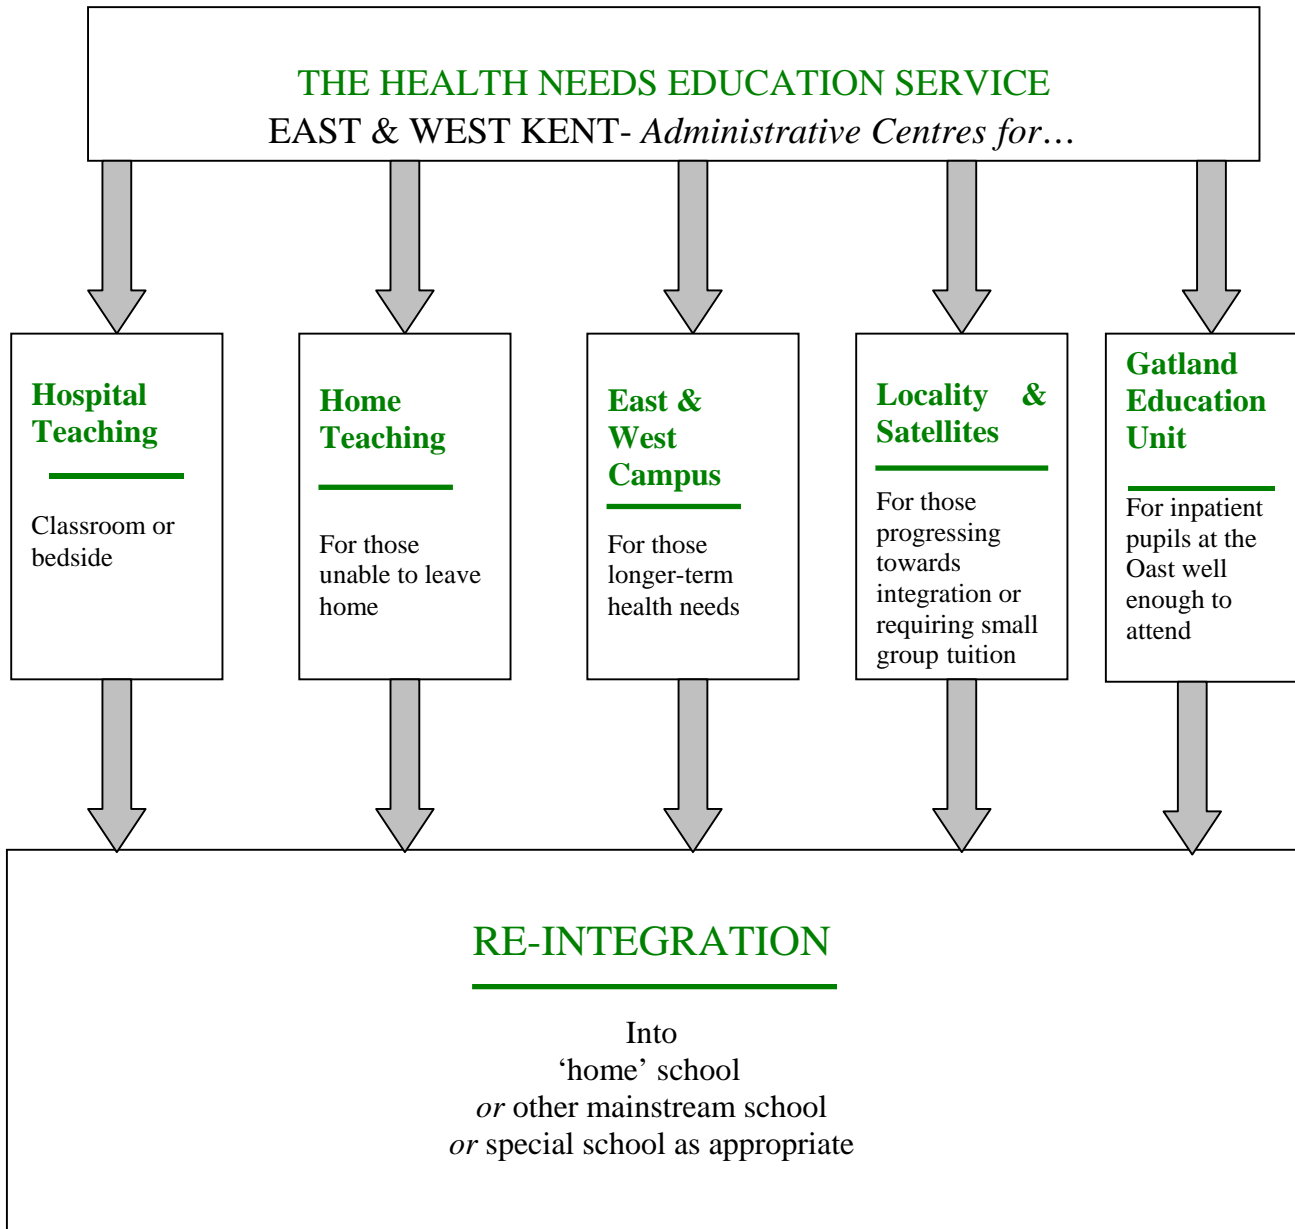 THE HEALTH NEEDS EDUCATION SERVICE
EAST & WEST KENT- Administrative Centres for…
Hospital
Teaching
Classroom or
bedside
Home
Teaching
For those
unable to leave
home
East &
West
Campus
For those
longer-term
health needs
Locality &
Satellites
For those
progressing
towards
integration or
requiring small
group tuition
Gatland
Education
Unit
For inpatient
pupils at the
Oast well
enough to
attend
RE-INTEGRATION
Into
‘home’ school
or other mainstream school
or special school as appropriate